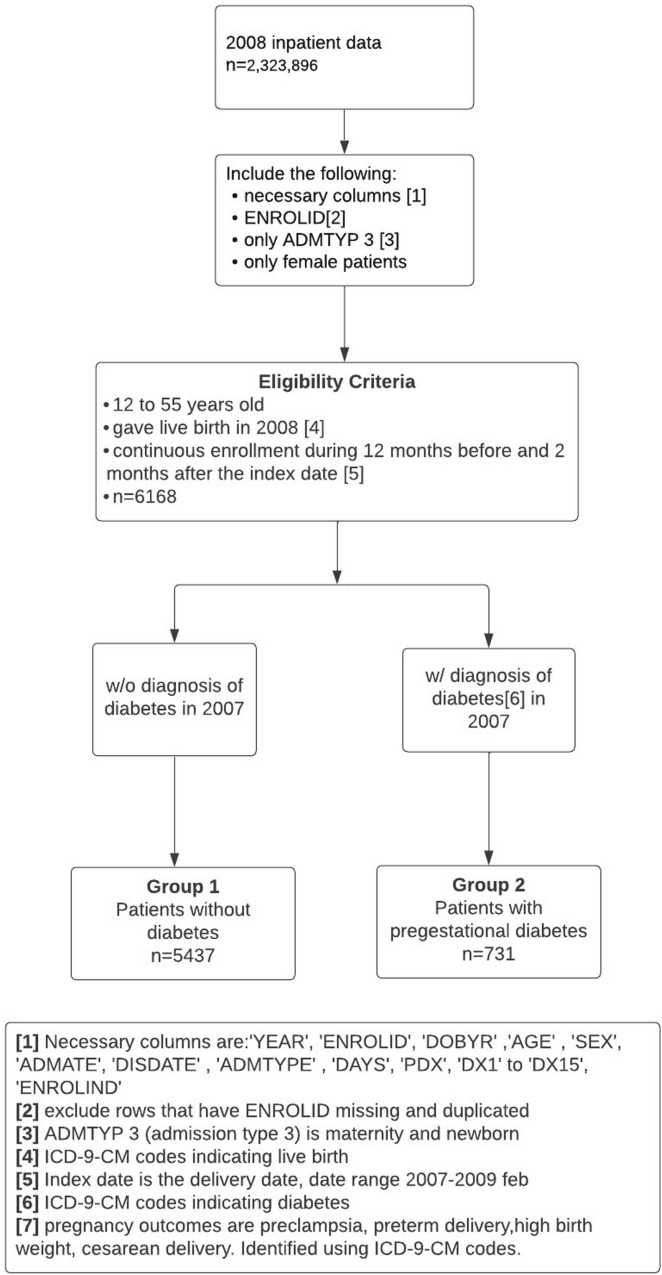 2008 inpatient data
n=2,323,896
Include the following:
• necessary columns [1]
• ENROLID[2]
• only ADMTYP 3 [3]
• only female patients
Eligibility Criteria
• 12 to 55 years old
• gave live birth in 2008 [4]
• continuous enrollment during 12 months before and 2
months after the index date [5]
• n=6168
w/o diagnosis of
diabetes in 2007
w/ diagnosis of
diabetes[6] in
2007
Group 1
Patients without
diabetes
n=5437
Group 2
Patients with
pregestational diabetes
n=731
[1] Necessary columns are:'YEAR', 'ENROLID', 'DOBYR' ,'AGE' , 'SEX',
'ADMATE', 'DISDATE' , 'ADMTYPE' , 'DAYS', 'PDX', 'DX1' to 'DX15',
'ENROLIND'
[2] exclude rows that have ENROLID missing and duplicated
[3] ADMTYP 3 (admission type 3) is maternity and newborn
[4] ICD-9-CM codes indicating live birth
[5] Index date is the delivery date, date range 2007-2009 feb
[6] ICD-9-CM codes indicating diabetes
[7] pregnancy outcomes are preclampsia, preterm delivery,high birth
weight, cesarean delivery. Identified using ICD-9-CM codes.